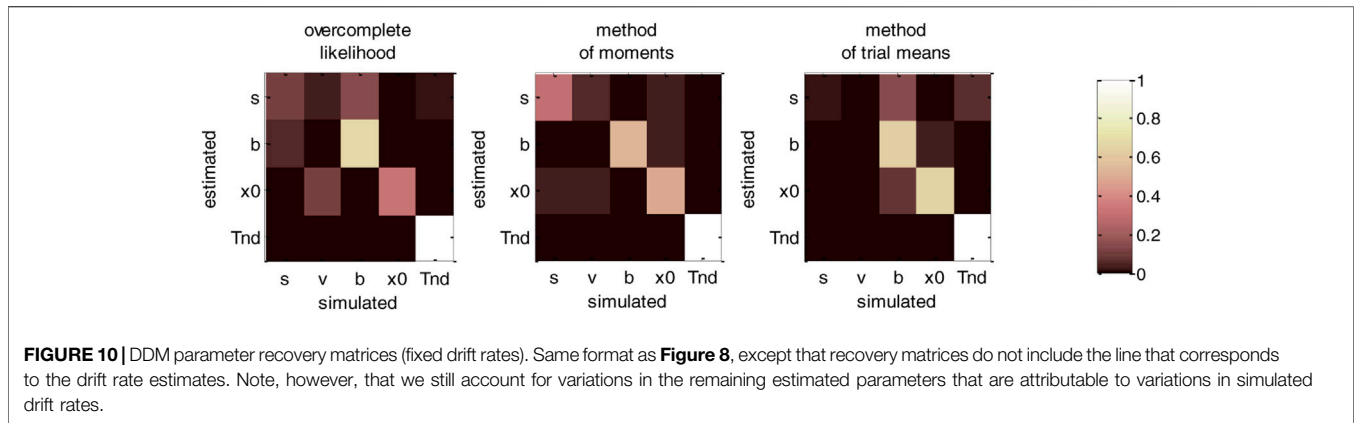 overcomplete
likelihood
s
b
x0
Tnd
estimated
s v b x0 Tnd
simulated
method
of moments
s
b
x0
Tnd
estimated
s v b x0 Tnd
simulated
method
of trial means
s
b
x0
Tnd
estimated
s v b x0 Tnd
simulated
1
0.8
0.6
0.4
0.2
0
FIGURE 10 | DDM parameter recovery matrices (fixed drift rates). Same format as Figure 8, except that recovery matrices do not include the line that corresponds
to the drift rate estimates. Note, however, that we still account for variations in the remaining estimated parameters that are attributable to variations in simulated
drift rates.